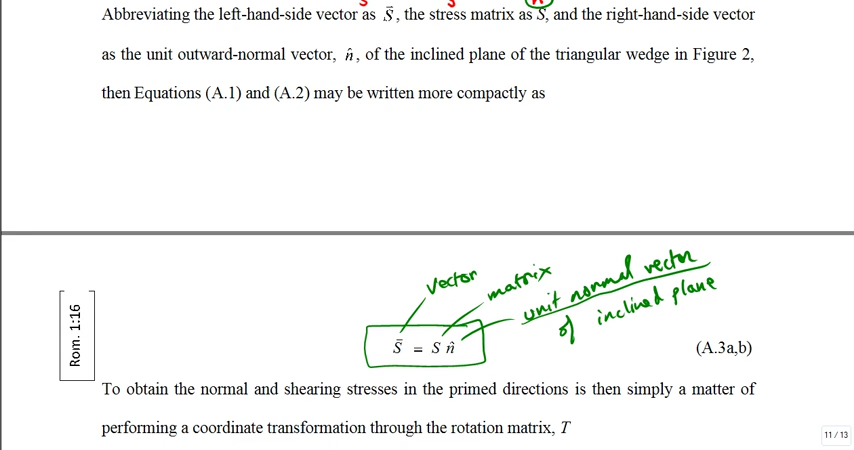 Abbreviating the left-hand-side vector as S⃗, the stress matrix as S, and the right-hand-side vector
as the unit outward-normal vector, n̂, of the inclined plane of the triangular wedge in Figure 2,
then Equations (A.1) and (A.2) may be written more compactly as
vector
matrix
unit normal vector
of inclined plane
Rom. 1:16
S⃗ = S n̂
(A.3a,b)
To obtain the normal and shearing stresses in the primed directions is then simply a matter of
performing a coordinate transformation through the rotation matrix, T
11 / 13